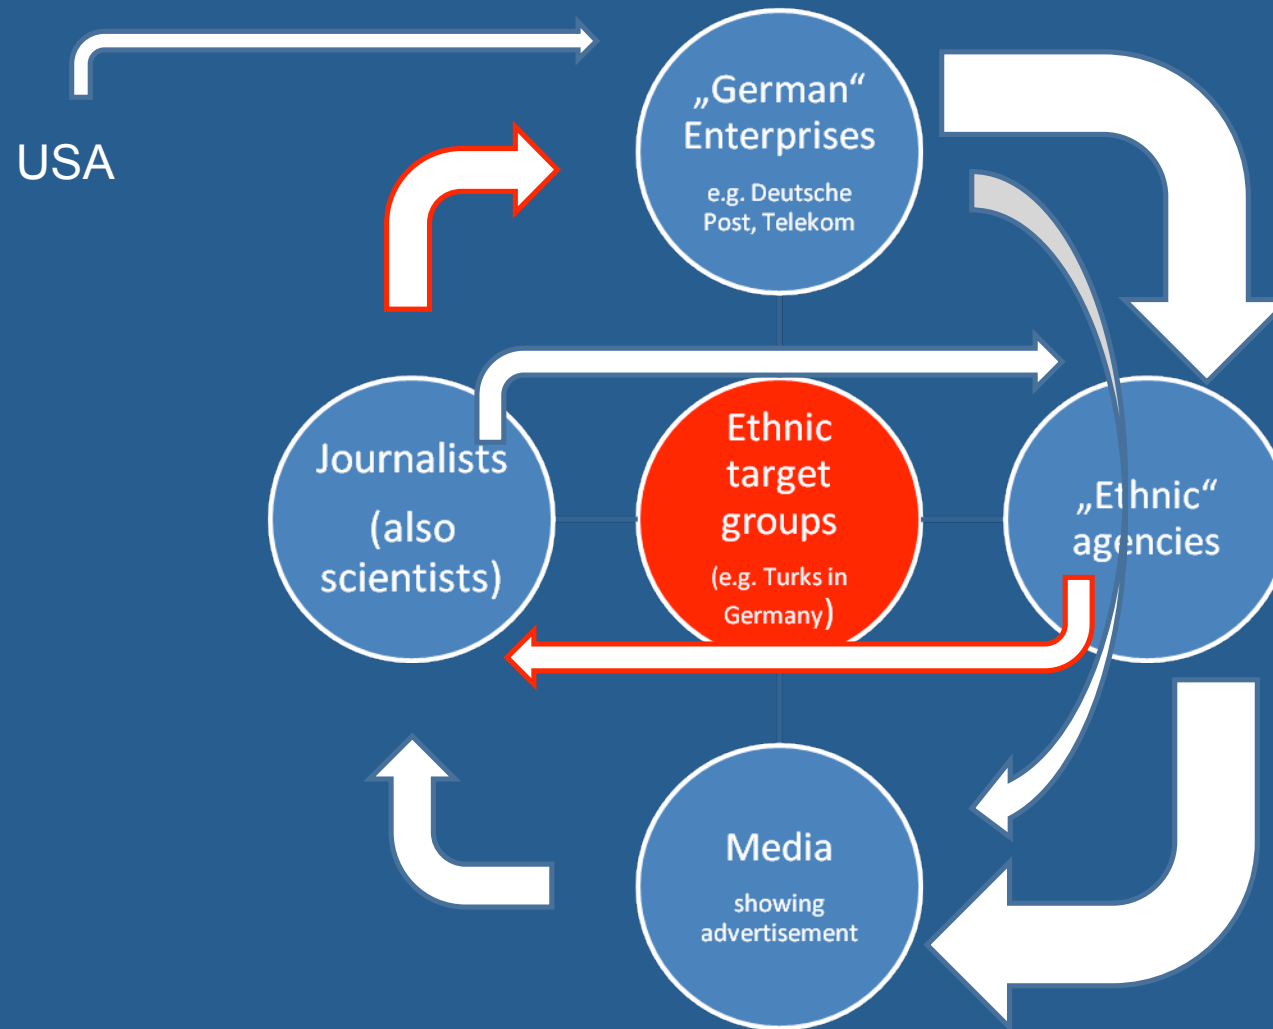 USA
„German“
Enterprises
e.g. Deutsche
Post, Telekom
Journalists
(also
scientists)
Ethnic
target
groups
(e.g. Turks in
Germany)
„Ethnic“
agencies
Media
showing
advertisement